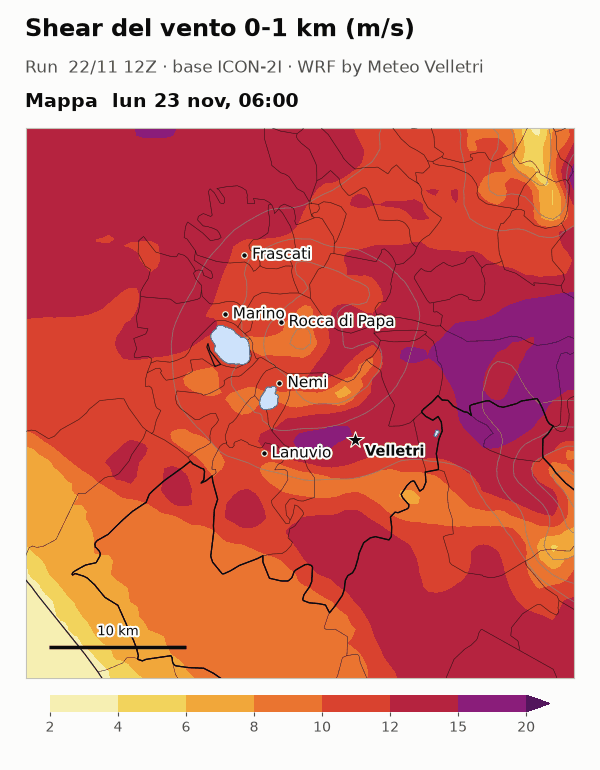 Shear del vento 0-1 km (m/s)
Run  22/11 12Z · base ICON-2I · WRF by Meteo Velletri
Mappa  lun 23 nov, 06:00
Frascati
Marino
Rocca di Papa
Nemi
Velletri
Lanuvio
10 km
2 4 6 8 10 12 15 20